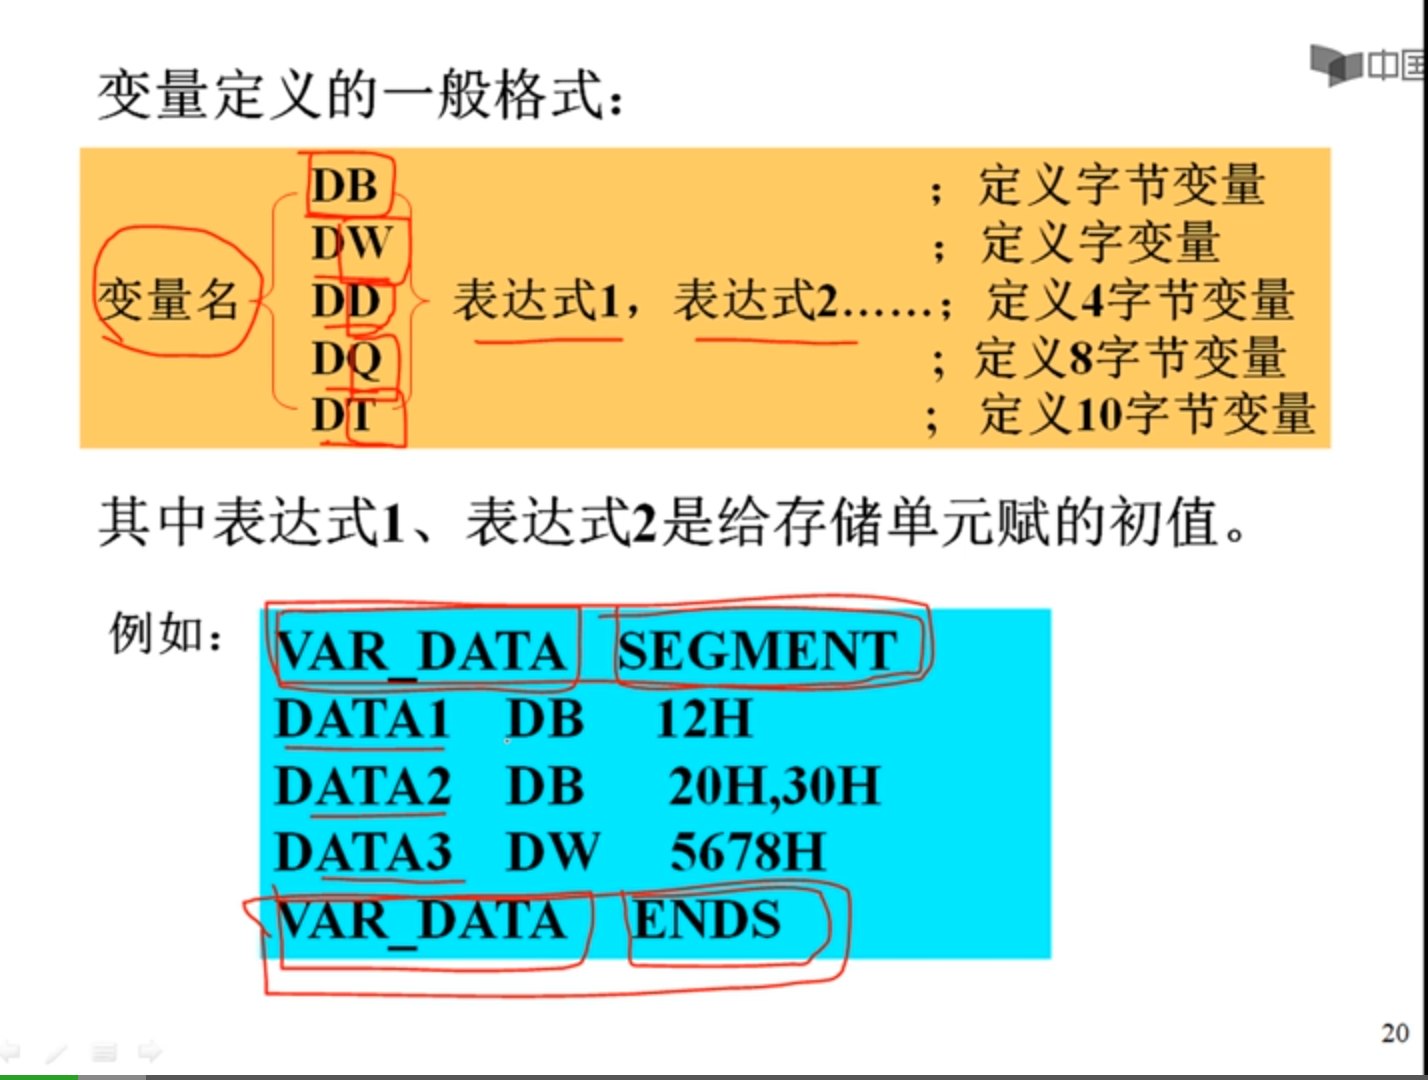 中国
变量定义的一般格式：
DB ；定义字节变量
DW ；定义字变量
变量名 DD 表达式1，表达式2……；定义4字节变量
DQ ；定义8字节变量
DT ；定义10字节变量
其中表达式1、表达式2是给存储单元赋的初值。
例如： VAR_DATA SEGMENT
DATA1 DB 12H
DATA2 DB 20H,30H
DATA3 DW 5678H
VAR_DATA ENDS
20